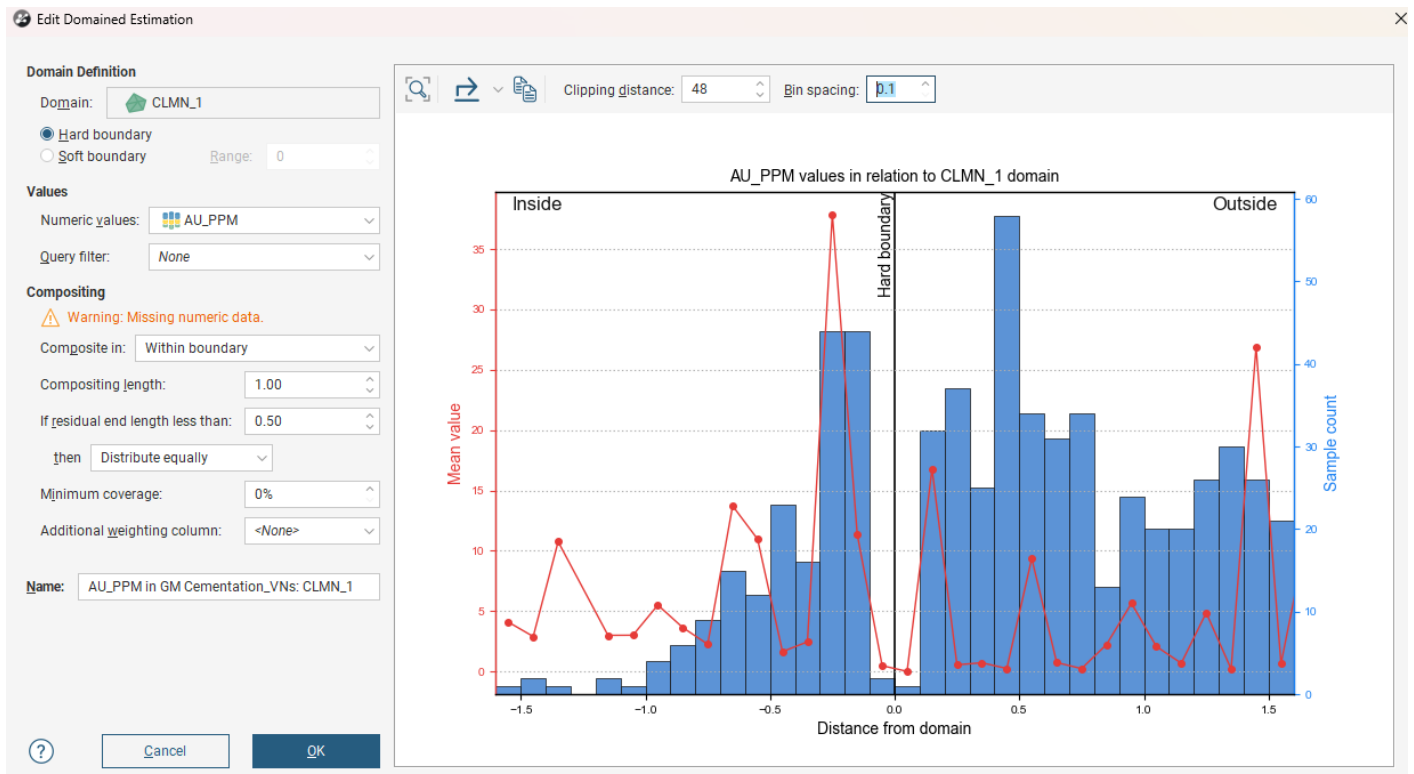 Edit Domained Estimation
Domain Definition
Domain: CLMN_1
Hard boundary
Soft boundary Range: 0
Values
Numeric values: AU_PPM
Query filter: None
Compositing
Warning: Missing numeric data.
Composite in: Within boundary
Compositing length: 1.00
If residual end length less than: 0.50
then Distribute equally
Minimum coverage: 0%
Additional weighting column: <None>
Name: AU_PPM in GM Cementation_VNs: CLMN_1
? Cancel OK
Clipping distance: 48 Bin spacing: 0.1
AU_PPM values in relation to CLMN_1 domain
Inside
Hard boundary
Outside
Mean value
35
30
25
20
15
10
5
0
60
50
40
30
20
10
0
Sample count
−1.5 −1.0 −0.5 0.0 0.5 1.0 1.5
Distance from domain